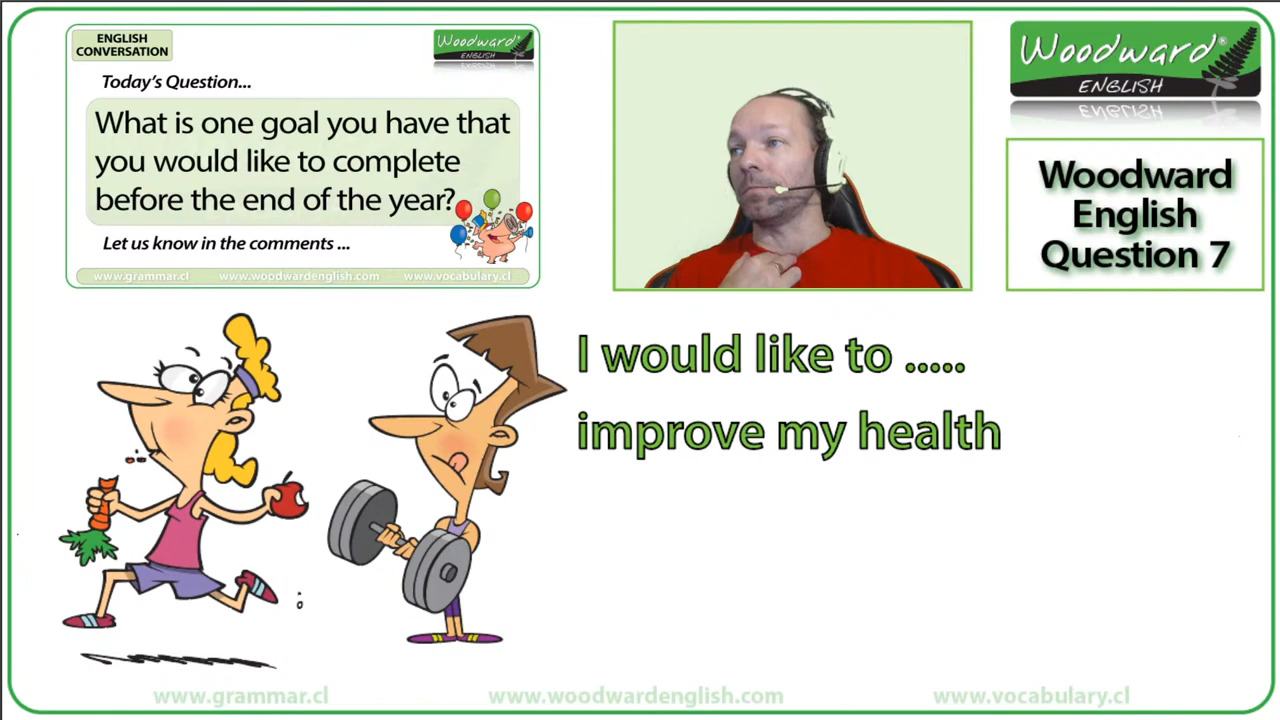 ENGLISH
CONVERSATION
Woodward
ENGLISH
Today's Question...
What is one goal you have that
you would like to complete
before the end of the year?
Let us know in the comments ...
www.grammar.cl www.woodwardenglish.com www.vocabulary.cl
Woodward®
ENGLISH
Woodward
English
Question 7
I would like to .....
improve my health
www.grammar.cl www.woodwardenglish.com www.vocabulary.cl